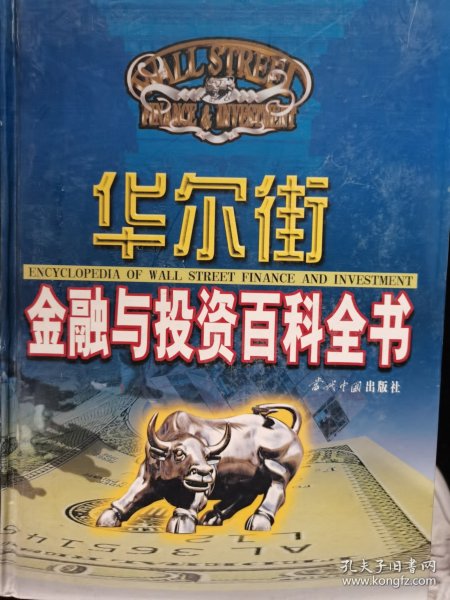 WALL STREET
FINANCE & INVESTMENT
华尔街
ENCYCLOPEDIA OF WALL STREET FINANCE AND INVESTMENT
金融与投资百科全书
当代中国出版社
孔夫子旧书网
www.kongfz.com